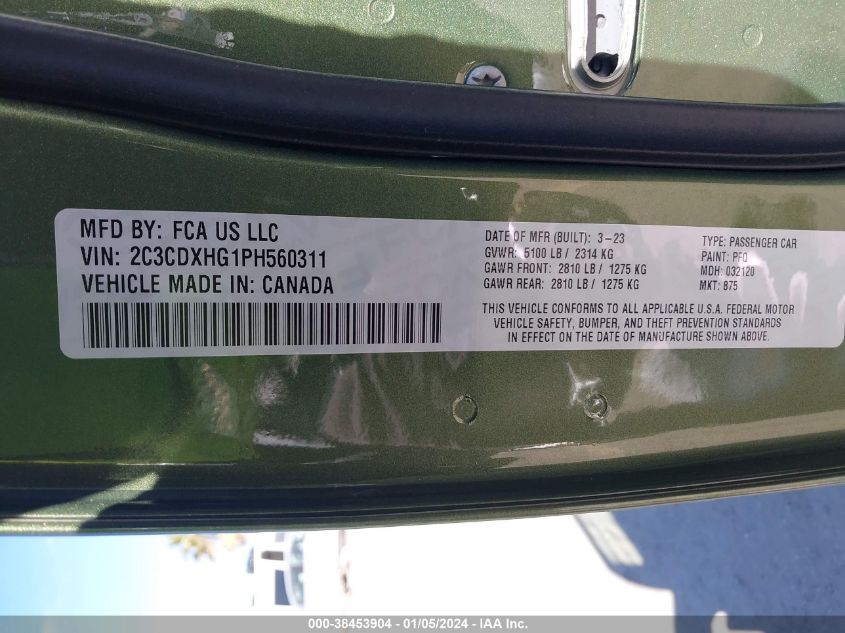 MFD BY: FCA US LLC
VIN: 2C3CDXHG1PH560311
VEHICLE MADE IN: CANADA
DATE OF MFR (BUILT): 3-23
GVWR: 5100 LB / 2314 KG
GAWR FRONT: 2810 LB / 1275 KG
GAWR REAR: 2810 LB / 1275 KG
TYPE: PASSENGER CAR
PAINT: PFQ
MDH: 032120
MKT: 875
THIS VEHICLE CONFORMS TO ALL APPLICABLE U.S.A. FEDERAL MOTOR
VEHICLE SAFETY, BUMPER, AND THEFT PREVENTION STANDARDS
IN EFFECT ON THE DATE OF MANUFACTURE SHOWN ABOVE.
000-38453904 - 01/05/2024 - IAA Inc.